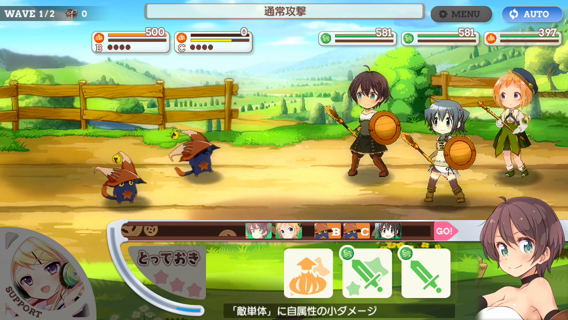 WAVE 1/2 0
通常攻撃
MENU
AUTO
B 500
C 0
581
581
397
B C GO!
とっておき
SUPPORT
「敵単体」に自属性の小ダメージ